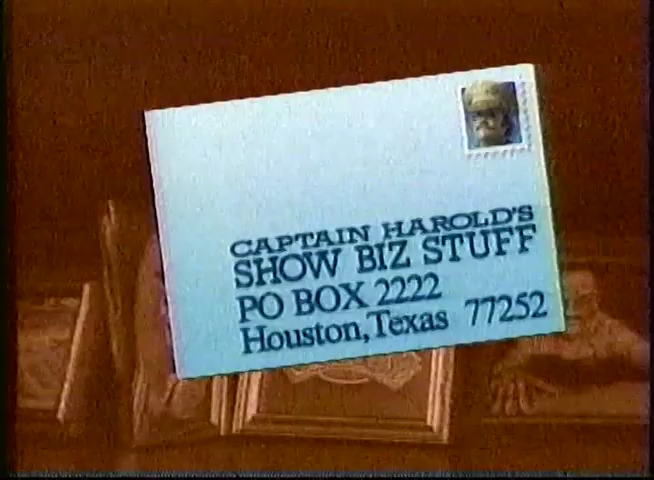 CAPTAIN HAROLD'S
SHOW BIZ STUFF
PO BOX 2222
Houston, Texas 77252